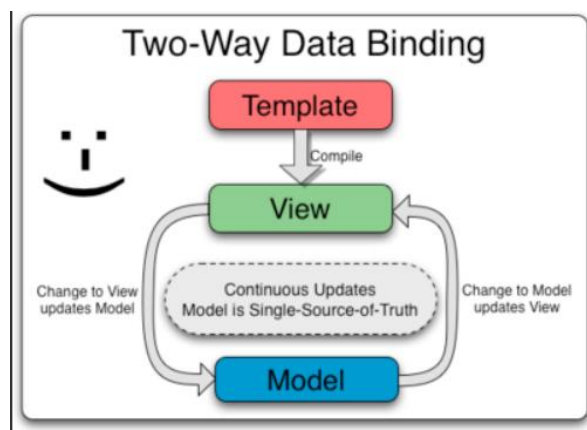 Two-Way Data Binding
Template
Compile
View
Change to View
updates Model
Continuous Updates
Model is Single-Source-of-Truth
Change to Model
updates View
Model